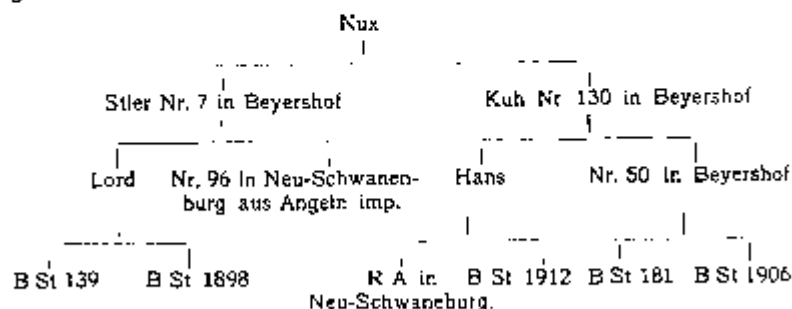 Nux
Stier Nr. 7 in Beyershof Kuh Nr 130 in Beyershof
Lord Nr. 96 in Neu-Schwanen- Hans Nr. 50 in Beyershof
burg aus Angeln imp.
B St 139 B St 1898 R A in B St 1912 B St 181 B St 1906
Neu-Schwaneburg.